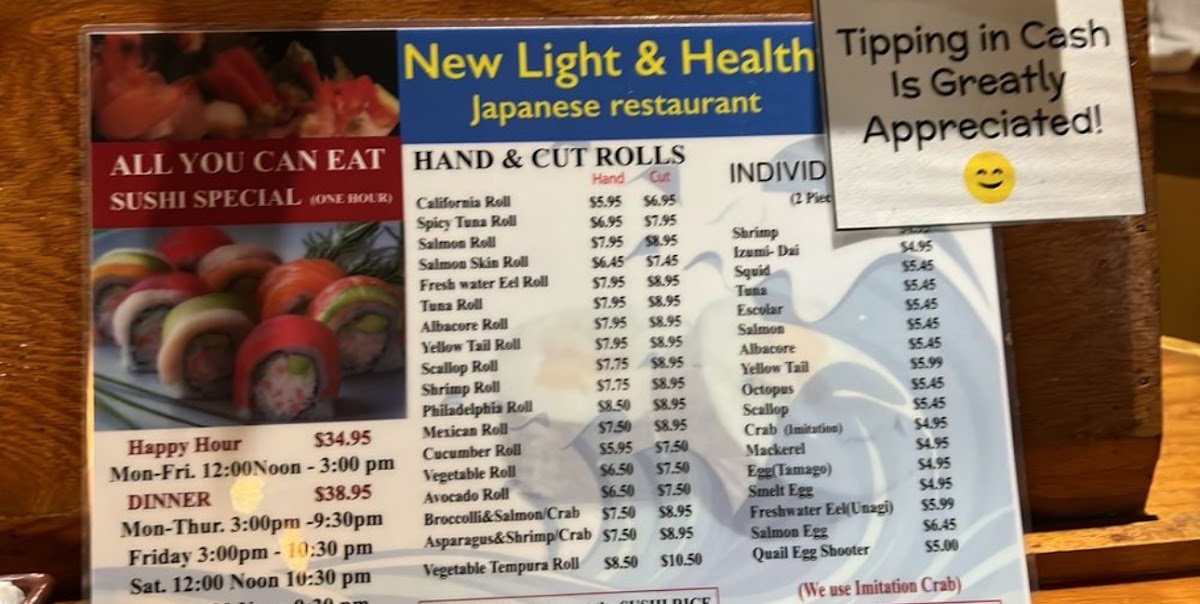 New Light & Health
Japanese restaurant
Tipping in Cash
Is Greatly
Appreciated!
ALL YOU CAN EAT
SUSHI SPECIAL (ONE HOUR)
Happy Hour $34.95
Mon-Fri. 12:00Noon - 3:00 pm
DINNER $38.95
Mon-Thur. 3:00pm -9:30pm
Friday 3:00pm - 10:30 pm
Sat. 12:00 Noon 10:30 pm
HAND & CUT ROLLS
Hand Cut
California Roll $5.95 $6.95
Spicy Tuna Roll $6.95 $7.95
Salmon Roll $7.95 $8.95
Salmon Skin Roll $6.45 $7.45
Fresh water Eel Roll $7.95 $8.95
Tuna Roll $7.95 $8.95
Albacore Roll $7.95 $8.95
Yellow Tail Roll $7.95 $8.95
Scallop Roll $7.75 $8.95
Shrimp Roll $7.75 $8.95
Philadelphia Roll $8.50 $8.95
Mexican Roll $7.50 $8.95
Cucumber Roll $5.95 $7.50
Vegetable Roll $6.50 $7.50
Avocado Roll $6.50 $7.50
Broccolli&Salmon/Crab $7.50 $8.95
Asparagus&Shrimp/Crab $7.50 $8.95
Vegetable Tempura Roll $8.50 $10.50
INDIVID
(2 Piec
Shrimp
Izumi- Dai $4.95
Squid $5.45
Tuna $5.45
Escolar $5.45
Salmon $5.45
Albacore $5.45
Yellow Tail $5.99
Octopus $5.45
Scallop $5.45
Crab (Imitation) $4.95
Mackerel $4.95
Egg(Tamago) $4.95
Smelt Egg $4.95
Freshwater Eel(Unagi) $5.99
Salmon Egg $6.45
Quail Egg Shooter $5.00
(We use Imitation Crab)